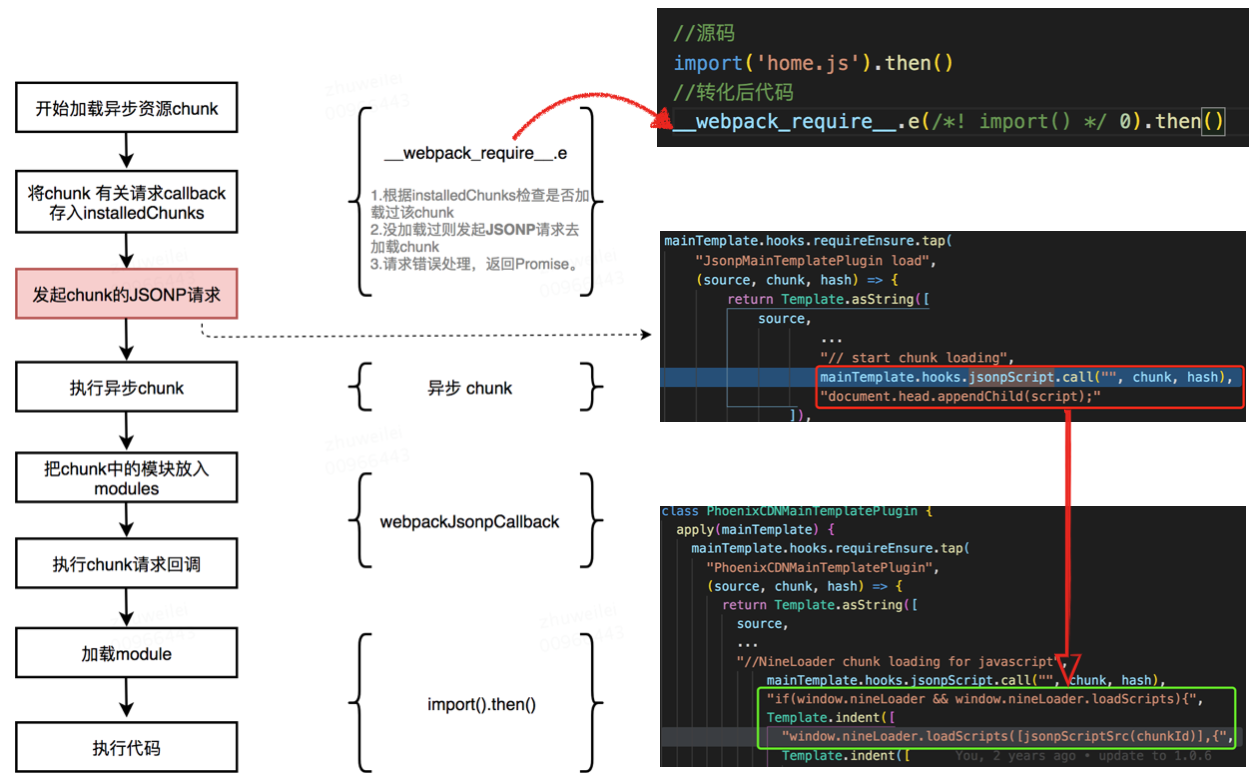 开始加载异步资源chunk
将chunk 有关请求callback
存入installedChunks
发起chunk的JSONP请求
执行异步chunk
把chunk中的模块放入
modules
执行chunk请求回调
加载module
执行代码
__webpack_require__.e
1.根据installedChunks检查是否加
载过该chunk
2.没加载过则发起JSONP请求去
加载chunk
3.请求错误处理，返回Promise。
异步 chunk
webpackJsonpCallback
import().then()
//源码
import('home.js').then()
//转化后代码
__webpack_require__.e(/*! import() */ 0).then()
mainTemplate.hooks.requireEnsure.tap(
"JsonpMainTemplatePlugin load",
(source, chunk, hash) => {
return Template.asString([
source,
...
"// start chunk loading",
mainTemplate.hooks.jsonpScript.call("", chunk, hash),
"document.head.appendChild(script);"
]),
class PhoenixCDNMainTemplatePlugin {
apply(mainTemplate) {
mainTemplate.hooks.requireEnsure.tap(
"PhoenixCDNMainTemplatePlugin",
(source, chunk, hash) => {
return Template.asString([
source,
...
"//NineLoader chunk loading for javascript",
mainTemplate.hooks.jsonpScript.call("", chunk, hash),
"if(window.nineLoader && window.nineLoader.loadScripts){",
Template.indent([
"window.nineLoader.loadScripts([jsonpScriptSrc(chunkId)],{",
Template.indent([ You, 2 years ago • update to 1.0.6
zhuweilei
00966443